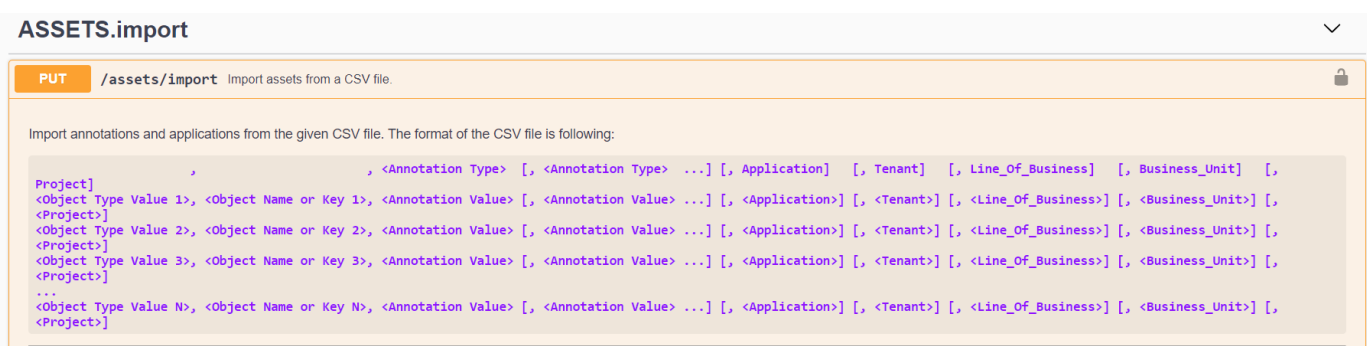 ASSETS.import
PUT /assets/import Import assets from a CSV file.
Import annotations and applications from the given CSV file. The format of the CSV file is following:
, , <Annotation Type> [, <Annotation Type> ...] [, Application] [, Tenant] [, Line_Of_Business] [, Business_Unit] [,
Project]
<Object Type Value 1>, <Object Name or Key 1>, <Annotation Value> [, <Annotation Value> ...] [, <Application>] [, <Tenant>] [, <Line_Of_Business>] [, <Business_Unit>] [,
<Project>]
<Object Type Value 2>, <Object Name or Key 2>, <Annotation Value> [, <Annotation Value> ...] [, <Application>] [, <Tenant>] [, <Line_Of_Business>] [, <Business_Unit>] [,
<Project>]
<Object Type Value 3>, <Object Name or Key 3>, <Annotation Value> [, <Annotation Value> ...] [, <Application>] [, <Tenant>] [, <Line_Of_Business>] [, <Business_Unit>] [,
<Project>]
...
<Object Type Value N>, <Object Name or Key N>, <Annotation Value> [, <Annotation Value> ...] [, <Application>] [, <Tenant>] [, <Line_Of_Business>] [, <Business_Unit>] [,
<Project>]